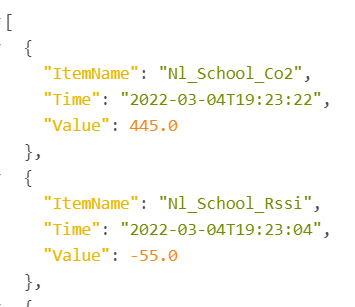 [
{
"ItemName": "Nl_School_Co2",
"Time": "2022-03-04T19:23:22",
"Value": 445.0
},
{
"ItemName": "Nl_School_Rssi",
"Time": "2022-03-04T19:23:04",
"Value": -55.0
},
{